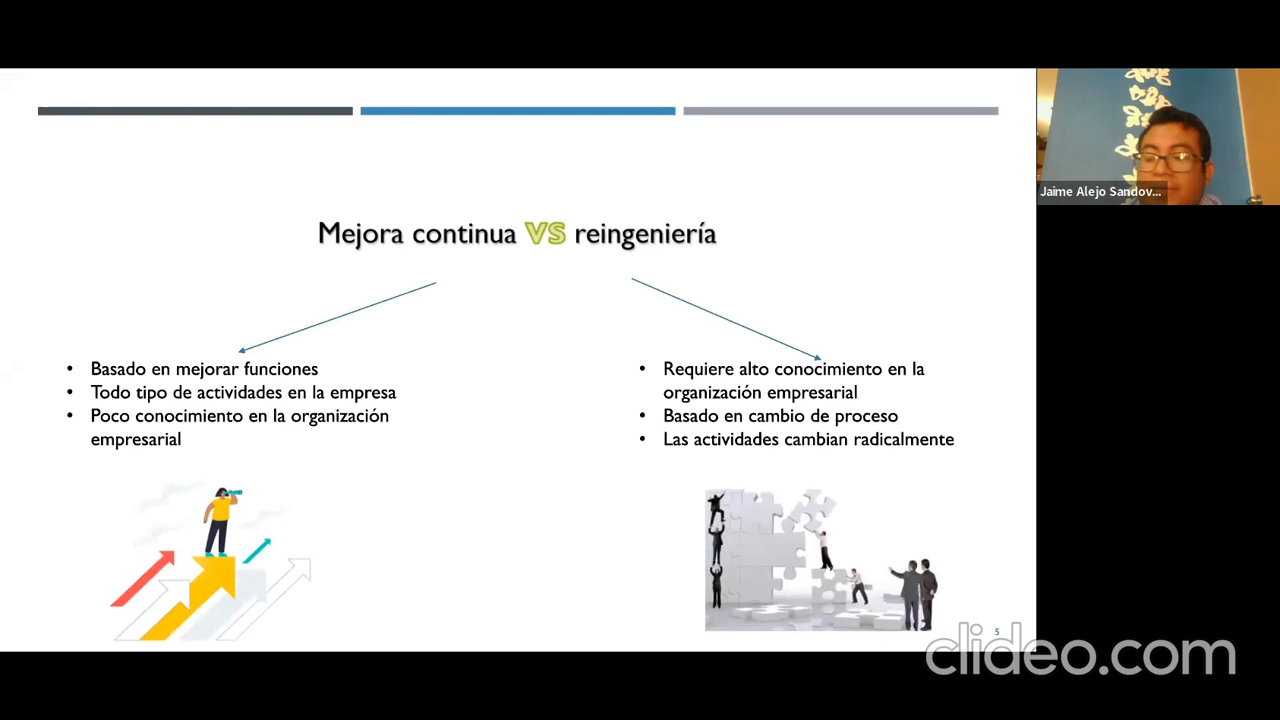 Mejora continua VS reingeniería
• Basado en mejorar funciones
• Todo tipo de actividades en la empresa
• Poco conocimiento en la organización
empresarial
• Requiere alto conocimiento en la
organización empresarial
• Basado en cambio de proceso
• Las actividades cambian radicalmente
5
Jaime Alejo Sandov...
clideo.com